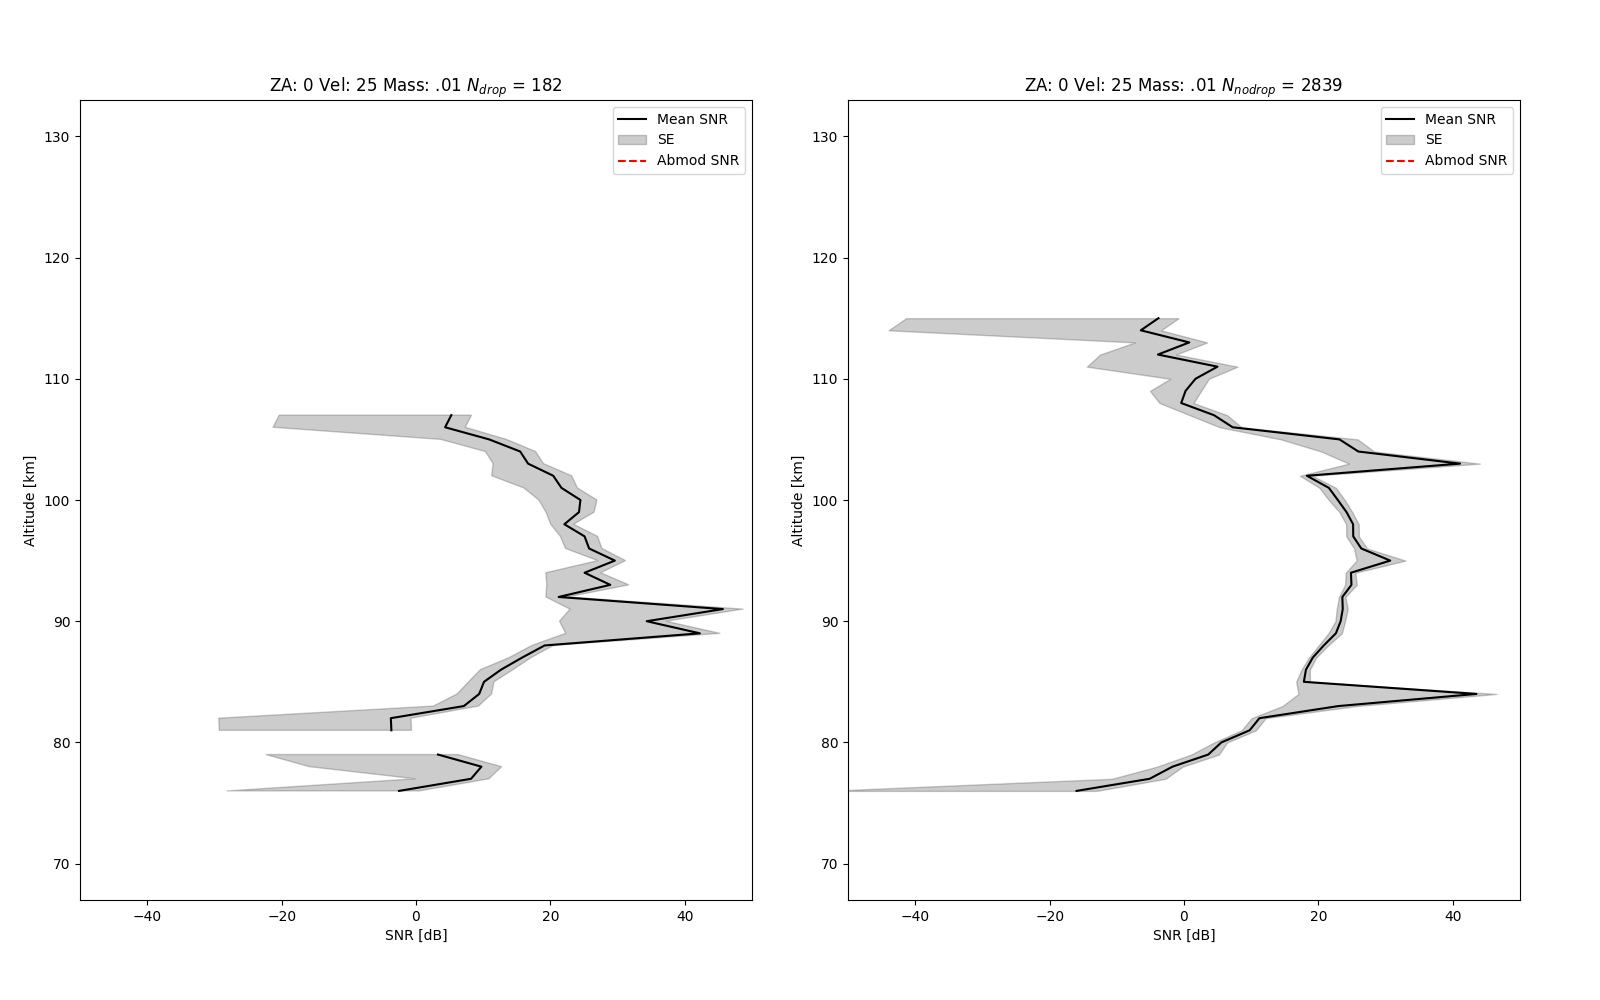 ZA: 0 Vel: 25 Mass: .01 N_drop = 182
Mean SNR
SE
Abmod SNR
130
120
110
100
90
80
70
Altitude [km]
−40
−20
0
20
40
SNR [dB]
ZA: 0 Vel: 25 Mass: .01 N_nodrop = 2839
Mean SNR
SE
Abmod SNR
130
120
110
100
90
80
70
Altitude [km]
−40
−20
0
20
40
SNR [dB]